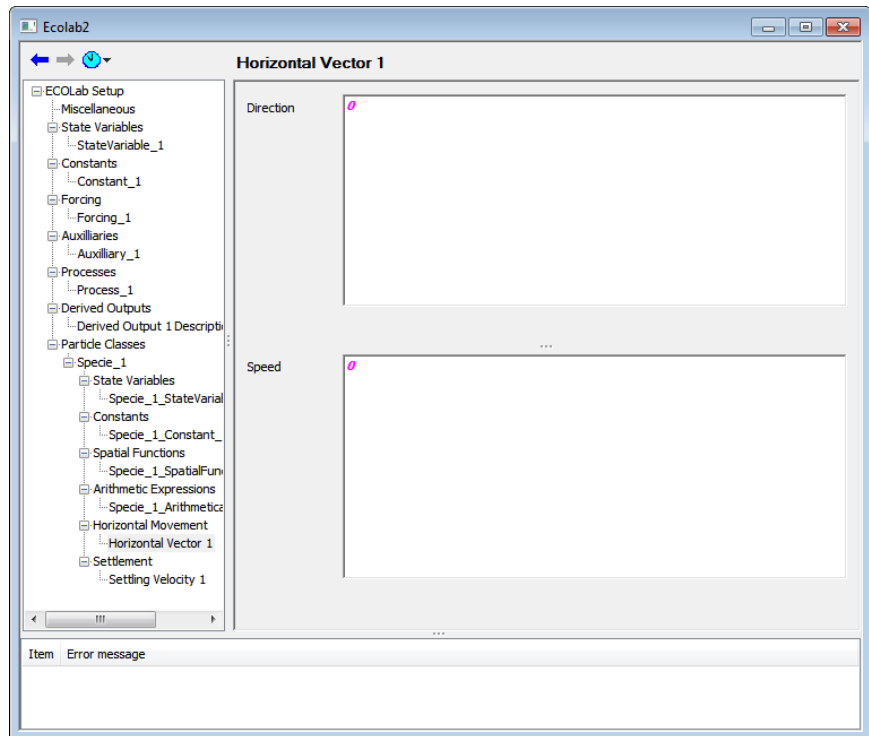 Ecolab2
Horizontal Vector 1
ECOLab Setup
Miscellaneous
State Variables
StateVariable_1
Constants
Constant_1
Forcing
Forcing_1
Auxilliaries
Auxilliary_1
Processes
Process_1
Derived Outputs
Derived Output 1 Descripti
Particle Classes
Specie_1
State Variables
Specie_1_StateVarial
Constants
Specie_1_Constant_
Spatial Functions
Specie_1_SpatialFun
Arithmetic Expressions
Specie_1_Arithmetica
Horizontal Movement
Horizontal Vector 1
Settlement
Settling Velocity 1
Direction
0
Speed
0
Item Error message